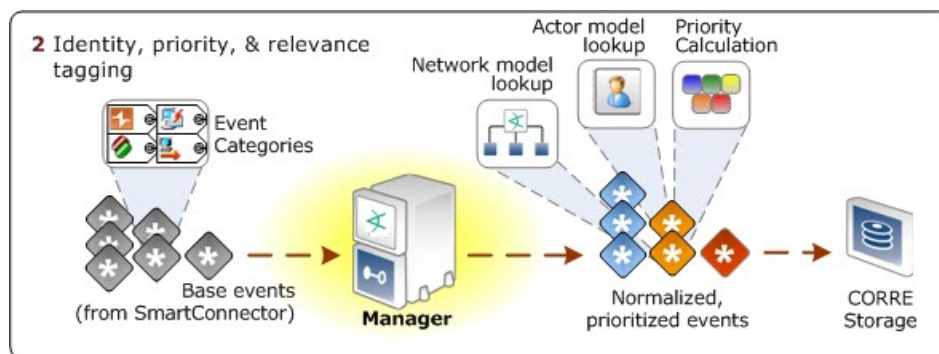 2 Identity, priority, & relevance
tagging
Event
Categories
Network model
lookup
Actor model
lookup
Priority
Calculation
Base events
(from SmartConnector)
Manager
Normalized,
prioritized events
CORRE
Storage